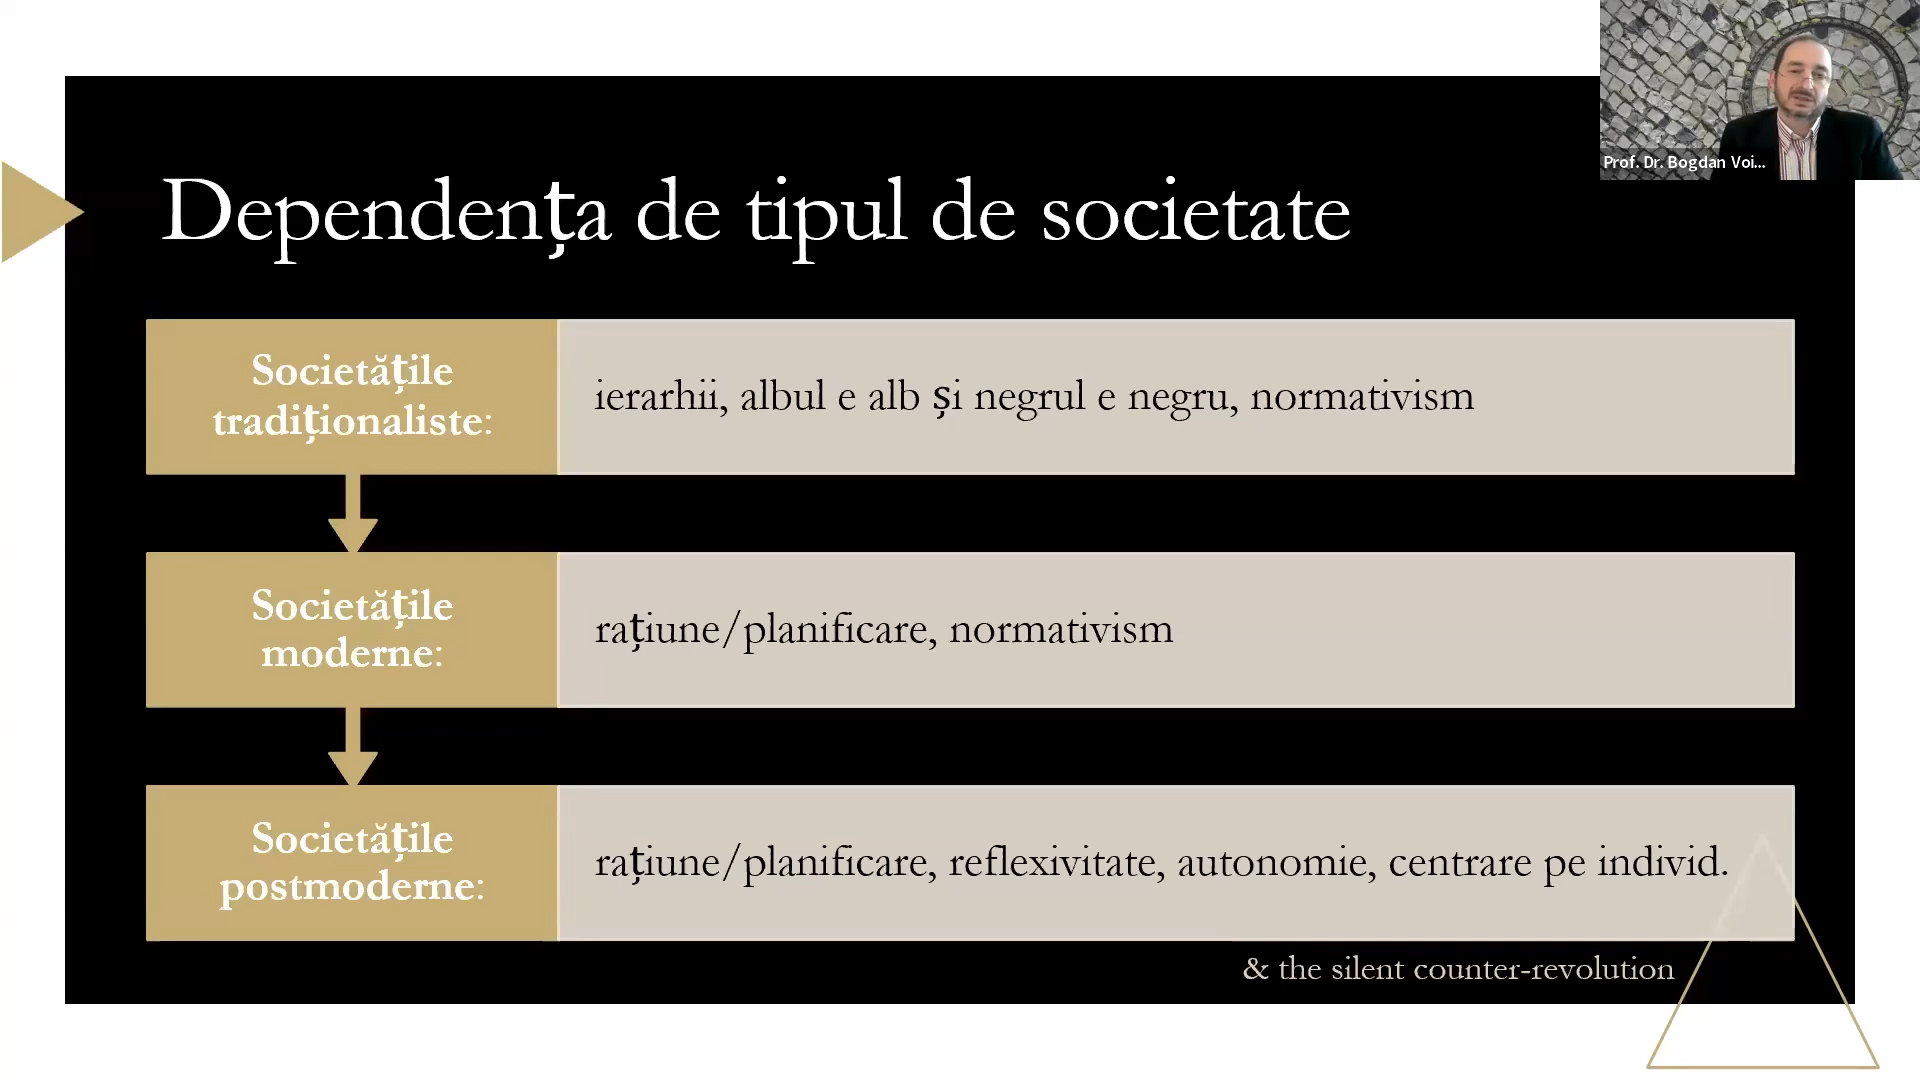 Prof. Dr. Bogdan Voi...
Dependența de tipul de societate
Societățile
tradiționaliste:
ierarhii, albul e alb și negrul e negru, normativism
Societățile
moderne:
rațiune/planificare, normativism
Societățile
postmoderne:
rațiune/planificare, reflexivitate, autonomie, centrare pe individ.
& the silent counter-revolution